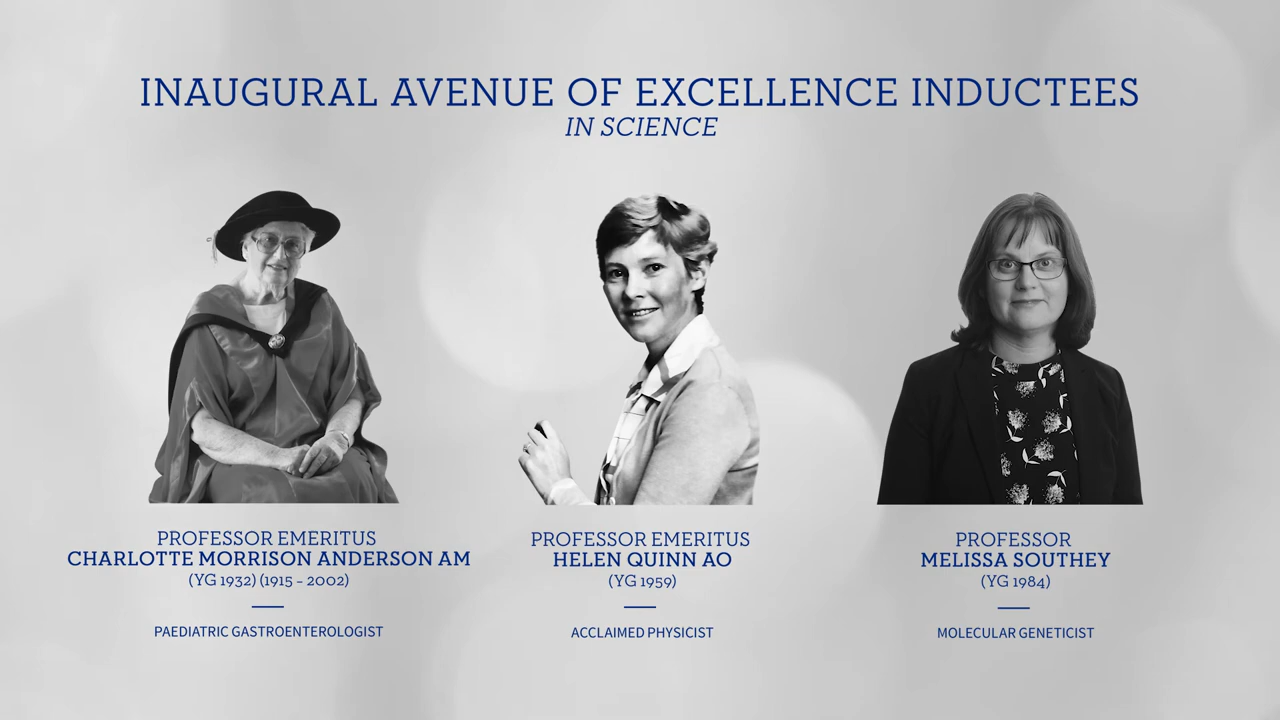 INAUGURAL AVENUE OF EXCELLENCE INDUCTEES
IN SCIENCE
PROFESSOR EMERITUS
CHARLOTTE MORRISON ANDERSON AM
(YG 1932) (1915 – 2002)
PAEDIATRIC GASTROENTEROLOGIST
PROFESSOR EMERITUS
HELEN QUINN AO
(YG 1959)
ACCLAIMED PHYSICIST
PROFESSOR
MELISSA SOUTHEY
(YG 1984)
MOLECULAR GENETICIST